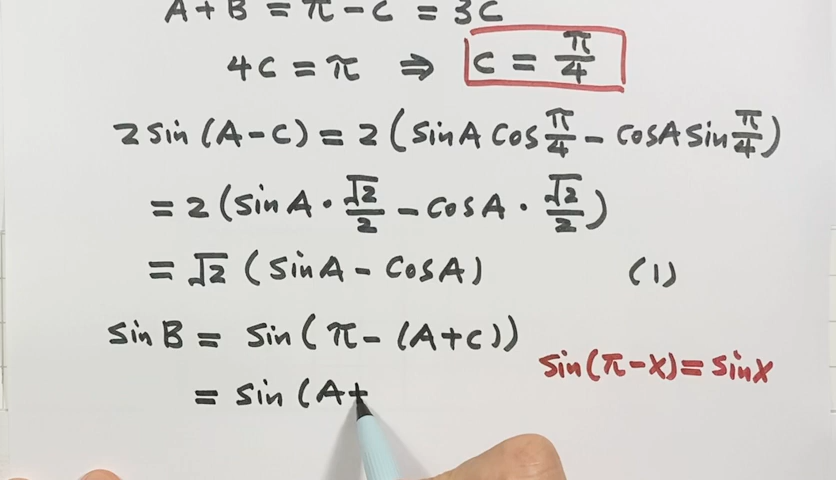 A + B = π - C = 3C
4C = π ⇒ C = π/4
2 sin (A - C) = 2 ( sin A cos π/4 - cos A sin π/4 )
= 2 ( sin A · √2/2 - cos A · √2/2 )
= √2 ( sin A - cos A ) (1)
sin B = sin ( π - (A + C))
sin(π - x) = sin x
= sin ( A +